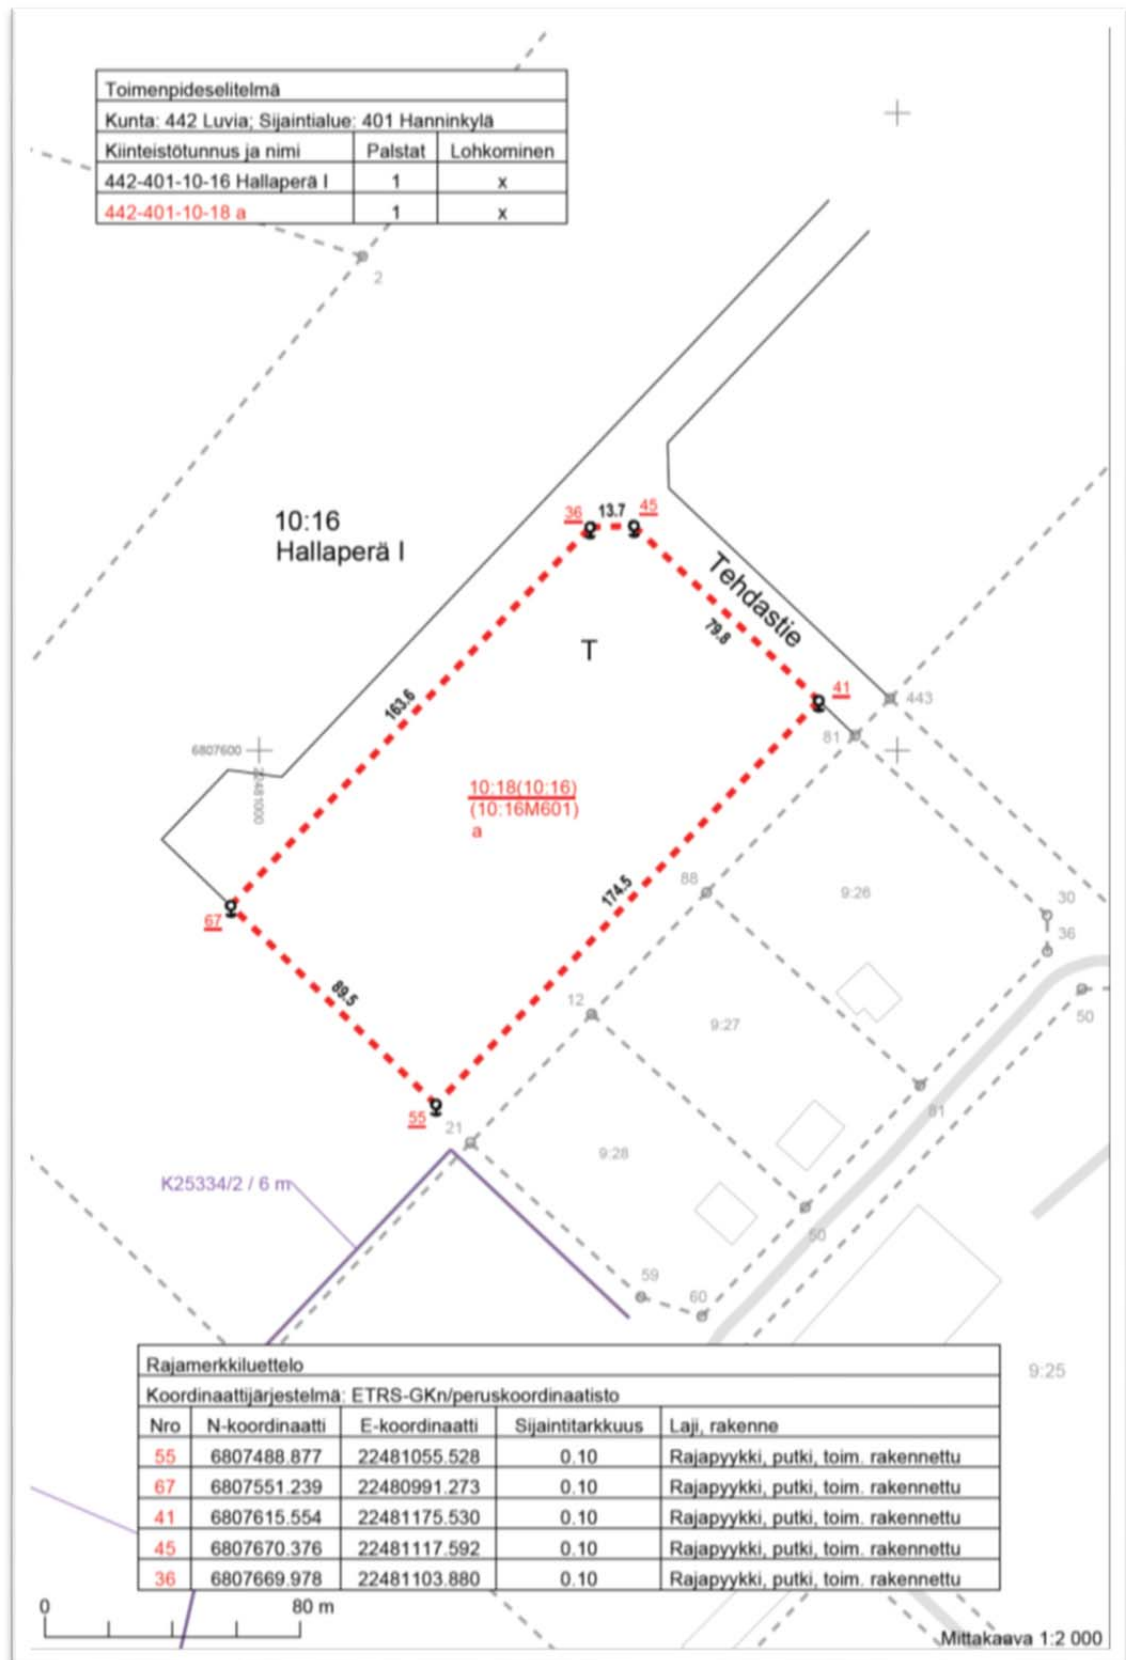 Toimenpideselitelmä
Kunta: 442 Luvia; Sijaintialue: 401 Hanninkylä
Kiinteistötunnus ja nimi Palstat Lohkominen
442-401-10-16 Hallaperä I 1 x
442-401-10-18 a 1 x
2
36 13.7 45
10:16
Hallaperä I
Tehdastie
79.8
T
163.6
41
443
81
6807600
22481000
10:18(10:16)
(10:16M601)
a
88
9:26
174.5
30
36
67
89.5
12
9:27
50
55
21
81
9:28
K25334/2 / 6 m
50
59
60
9:25
Rajamerkkiluettelo
Koordinaattijärjestelmä: ETRS-GKn/peruskoordinaatisto
Nro N-koordinaatti E-koordinaatti Sijaintitarkkuus Laji, rakenne
55 6807488.877 22481055.528 0.10 Rajapyykki, putki, toim. rakennettu
67 6807551.239 22480991.273 0.10 Rajapyykki, putki, toim. rakennettu
41 6807615.554 22481175.530 0.10 Rajapyykki, putki, toim. rakennettu
45 6807670.376 22481117.592 0.10 Rajapyykki, putki, toim. rakennettu
36 6807669.978 22481103.880 0.10 Rajapyykki, putki, toim. rakennettu
0 80 m
Mittakaava 1:2 000